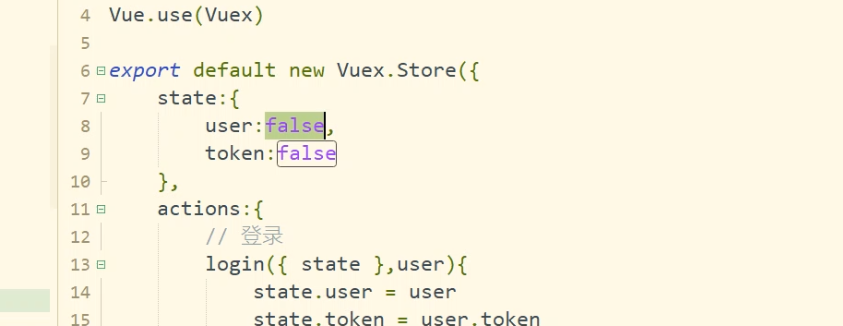 4 Vue.use(Vuex)
5
6 export default new Vuex.Store({
7 state:{
8 user:false,
9 token:false
10 },
11 actions:{
12 // 登录
13 login({ state },user){
14 state.user = user
15 state.token = user.token